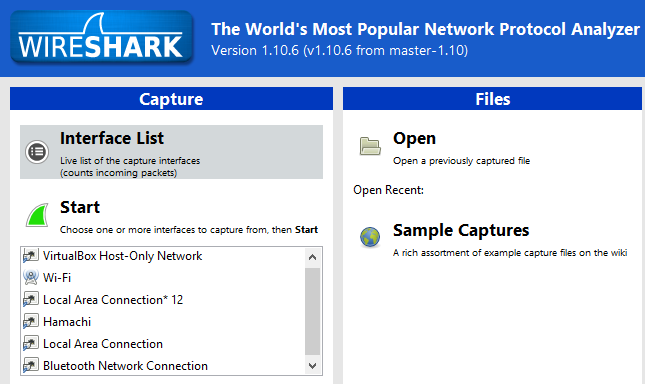 WIRESHARK
The World's Most Popular Network Protocol Analyzer
Version 1.10.6 (v1.10.6 from master-1.10)
Capture
Interface List
Live list of the capture interfaces
(counts incoming packets)
Start
Choose one or more interfaces to capture from, then Start
VirtualBox Host-Only Network
Wi-Fi
Local Area Connection* 12
Hamachi
Local Area Connection
Bluetooth Network Connection
Files
Open
Open a previously captured file
Open Recent:
Sample Captures
A rich assortment of example capture files on the wiki